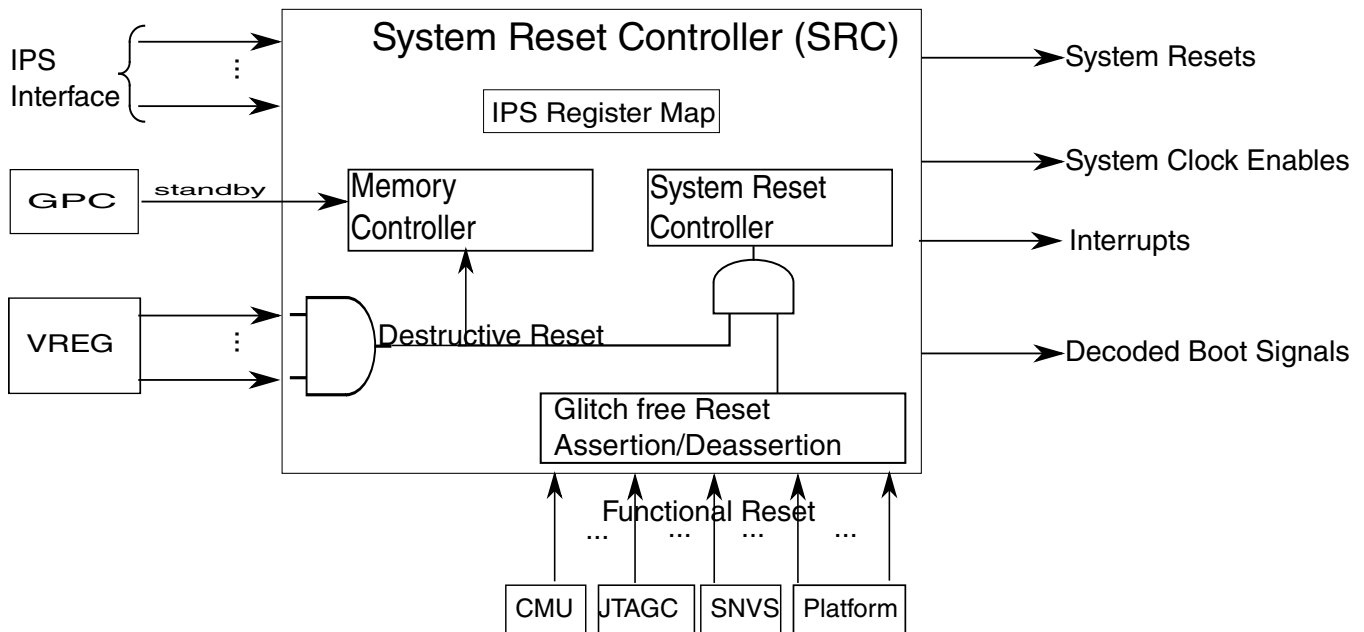 System Reset Controller (SRC)
IPS
Interface
...
IPS Register Map
System Resets
System Clock Enables
Interrupts
Decoded Boot Signals
GPC
standby
Memory
Controller
System Reset
Controller
VREG
...
Destructive Reset
Glitch free Reset
Assertion/Deassertion
Functional Reset
... ... ... ...
CMU
JTAGC
SNVS
Platform